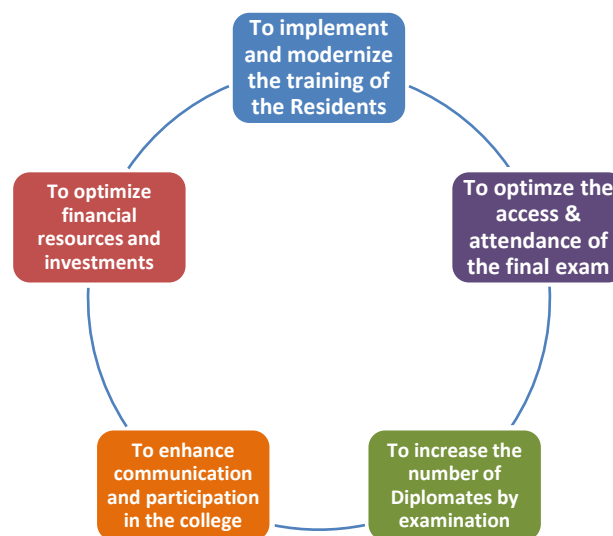 To implement
and modernize
the training of
the Residents
To optimze the
access &
attendance of
the final exam
To increase the
number of
Diplomates by
examination
To enhance
communication
and participation
in the college
To optimize
financial
resources and
investments